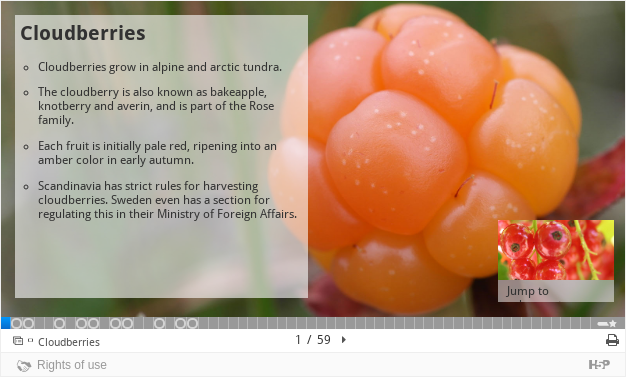 Cloudberries
Cloudberries grow in alpine and arctic tundra.
The cloudberry is also known as bakeapple,
knotberry and averin, and is part of the Rose
family.
Each fruit is initially pale red, ripening into an
amber color in early autumn.
Scandinavia has strict rules for harvesting
cloudberries. Sweden even has a section for
regulating this in their Ministry of Foreign Affairs.
Jump to
Cloudberries
1 / 59
Rights of use
H5P